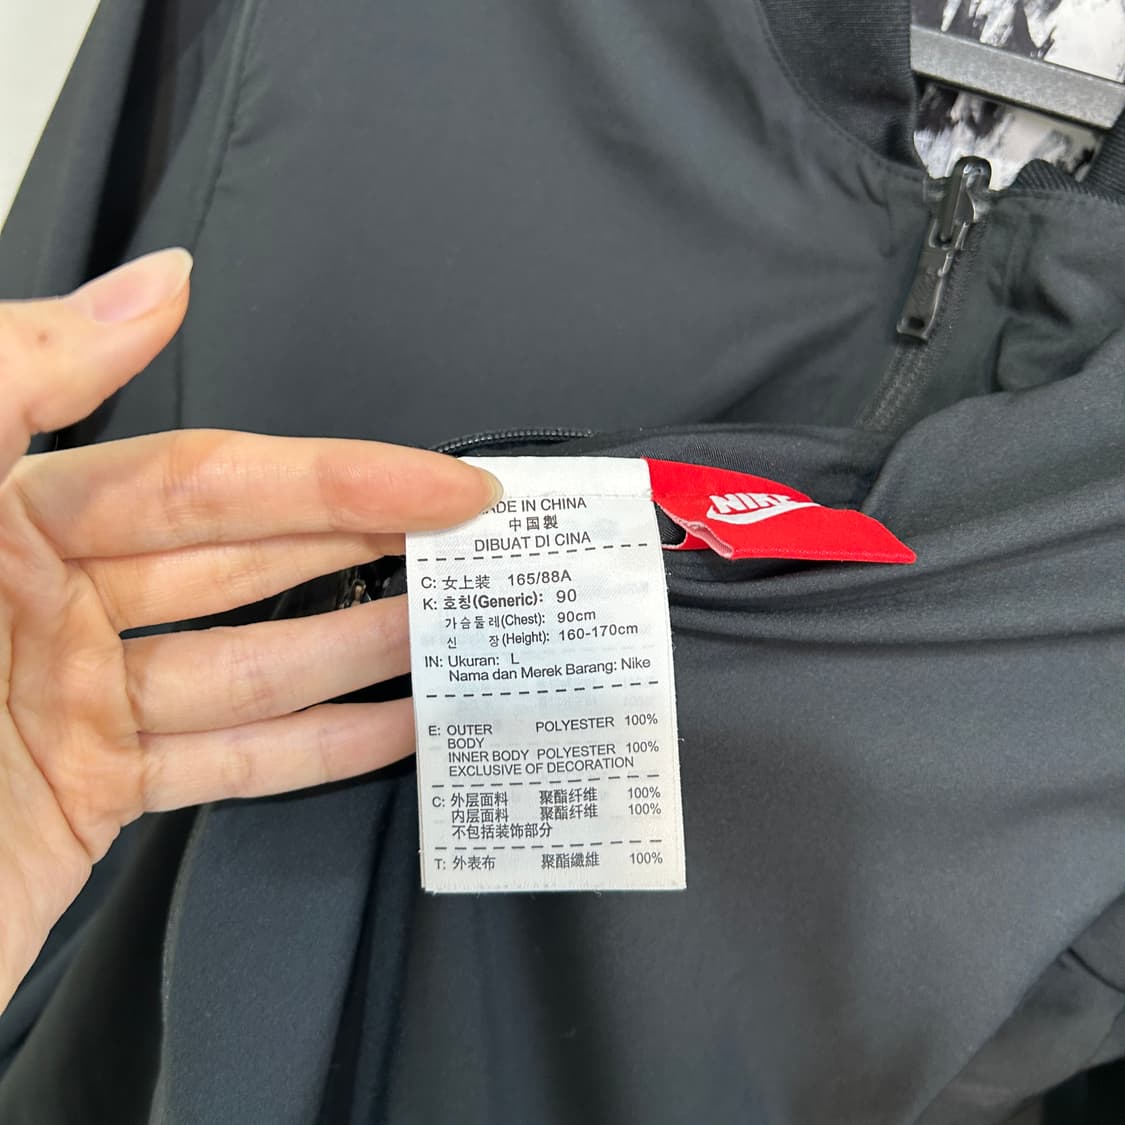 NIKE
MADE IN CHINA
中国製
DIBUAT DI CINA
C: 女上装 165/88A
K: 호칭(Generic): 90
가슴둘레(Chest): 90cm
신 장(Height): 160-170cm
IN: Ukuran: L
Nama dan Merek Barang: Nike
E: OUTER BODY POLYESTER 100%
INNER BODY POLYESTER 100%
EXCLUSIVE OF DECORATION
C: 外层面料 聚酯纤维 100%
内层面料 聚酯纤维 100%
不包括装饰部分
T: 外表布 聚酯纖維 100%